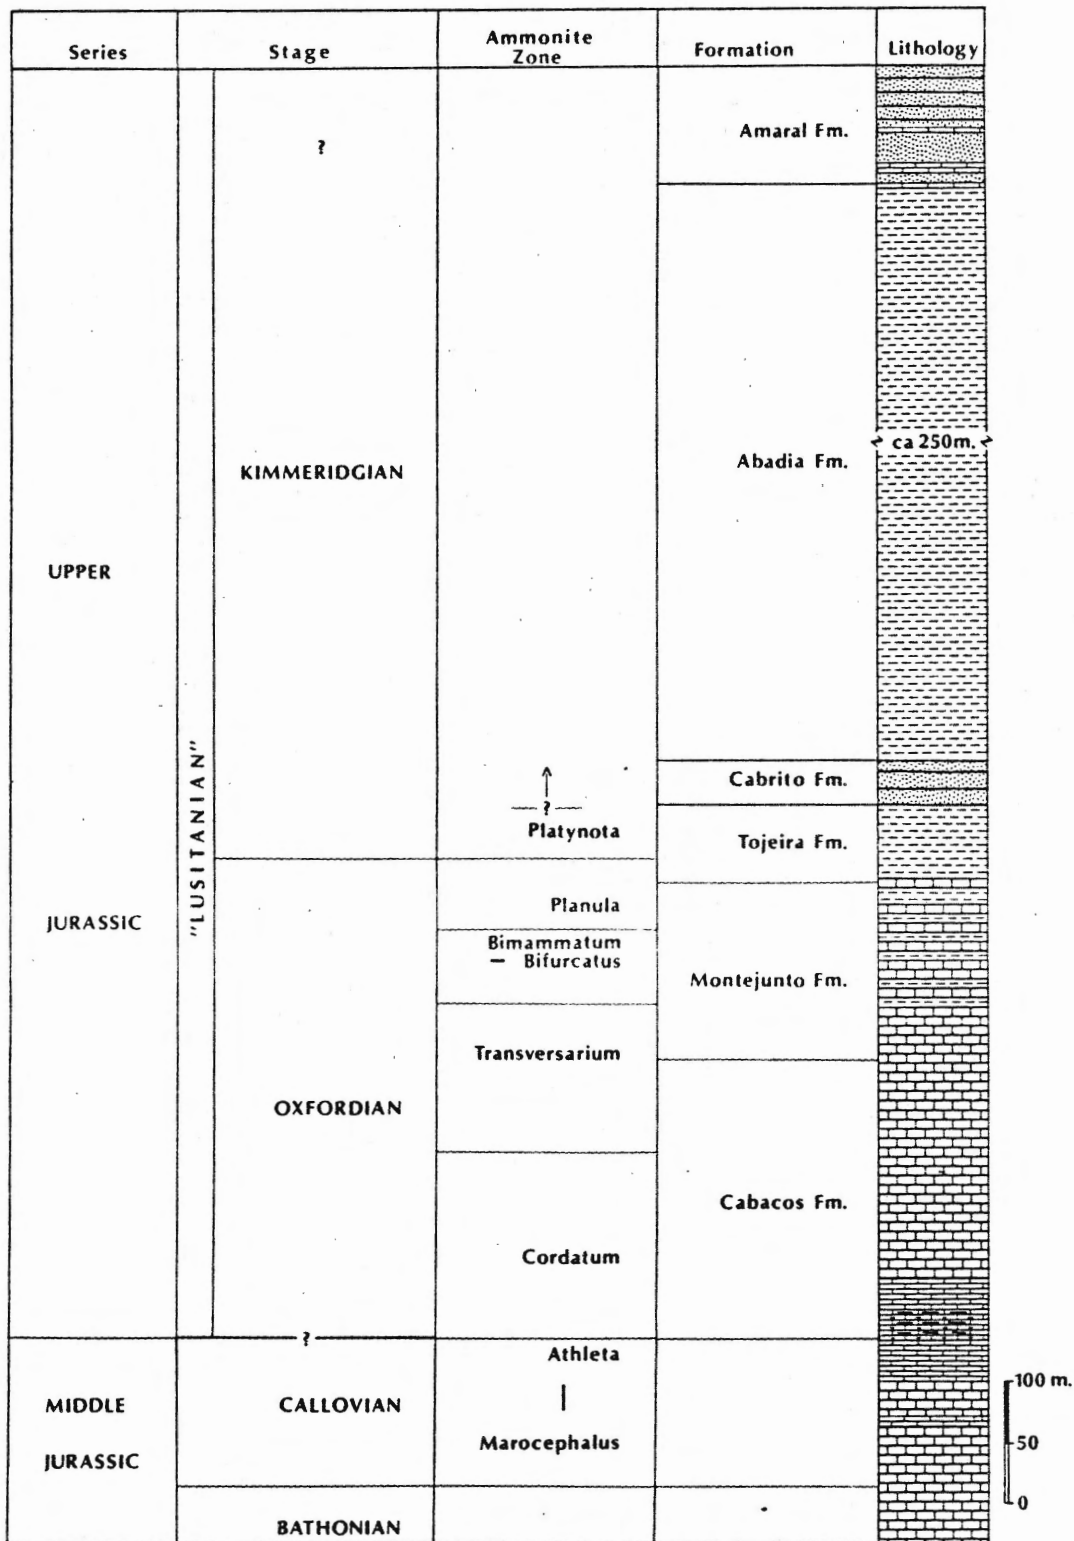 Series
Stage
Ammonite
Zone
Formation
Lithology
Amaral Fm.
?
ca 250m.
Abadia Fm.
KIMMERIDGIAN
UPPER
"LUSITANIAN"
Cabrito Fm.
?
Platynota
Tojeira Fm.
Planula
JURASSIC
Bimammatum
— Bifurcatus
Montejunto Fm.
Transversarium
OXFORDIAN
Cabacos Fm.
Cordatum
?
Athleta
100 m.
MIDDLE
CALLOVIAN
Marocephalus
50
JURASSIC
0
BATHONIAN